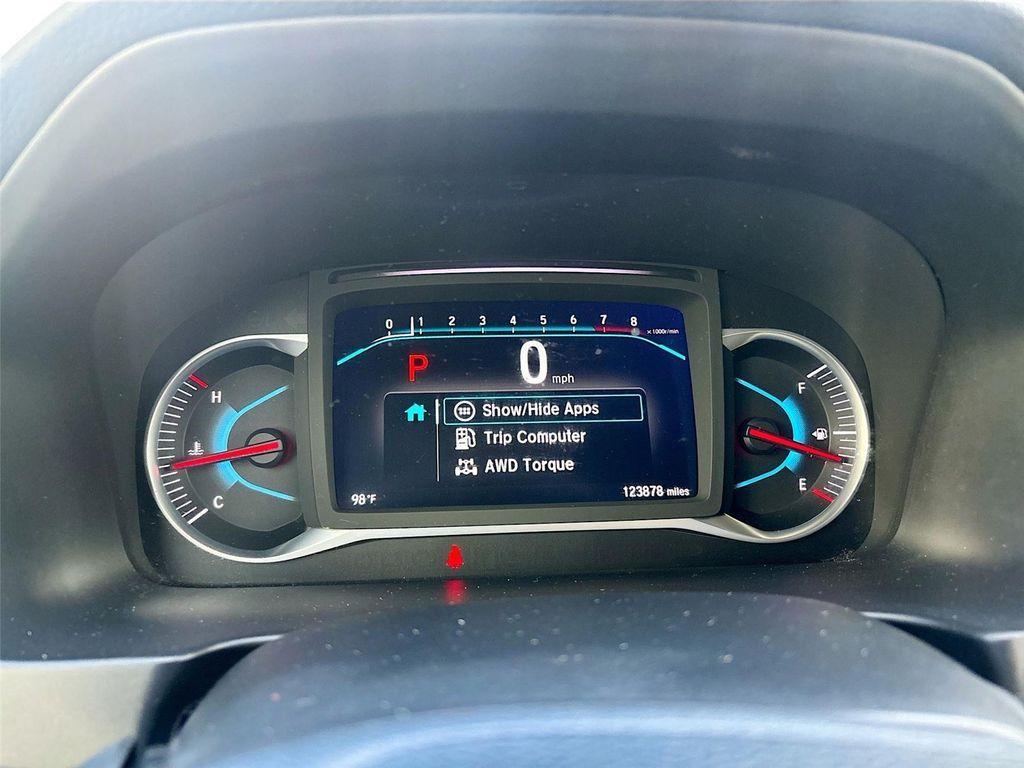 0 1 2 3 4 5 6 7 8
x1000r/min
P
0 mph
H
F
Show/Hide Apps
Trip Computer
AWD Torque
C
E
98°F
123878 miles